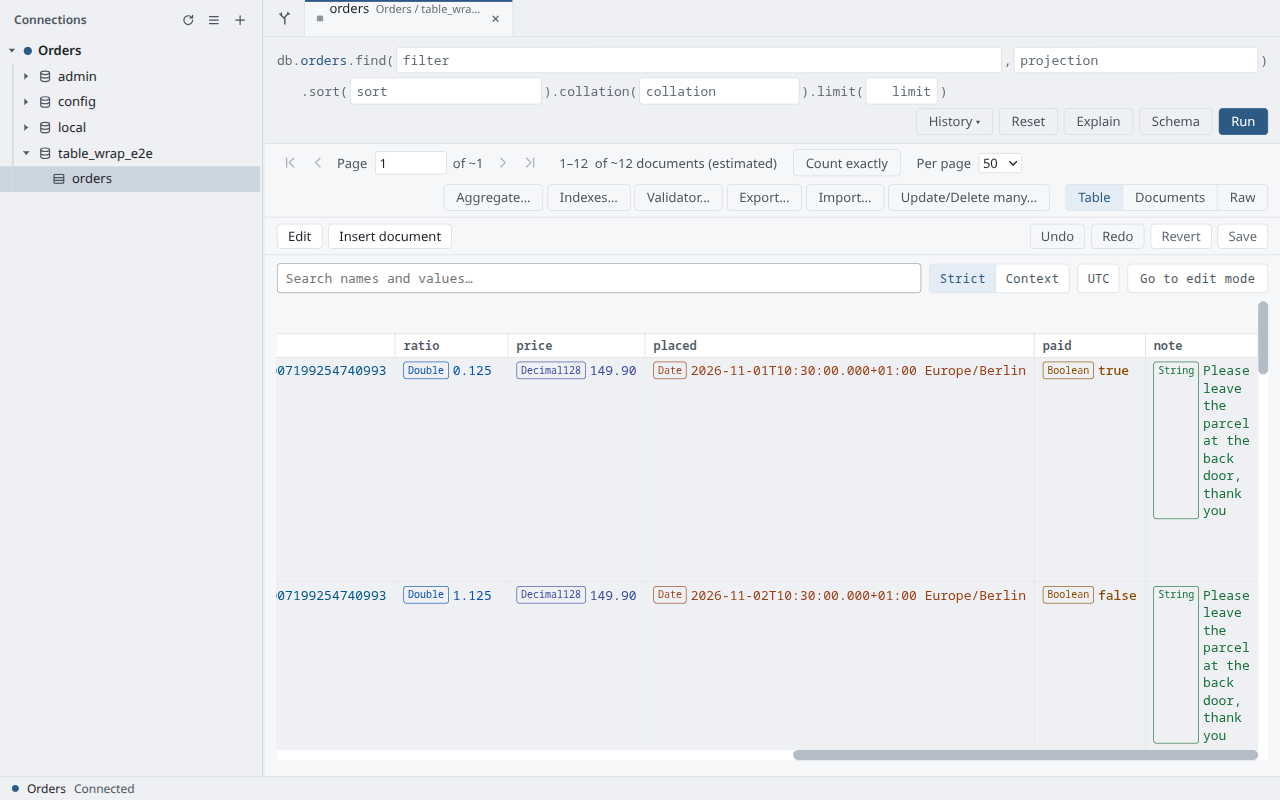 Connections
orders Orders / table_wra... ×
Orders
admin
config
local
table_wrap_e2e
orders
db.orders.find( filter , projection )
.sort( sort ).collation( collation ).limit( limit )
History ▾ Reset Explain Schema Run
Page 1 of ~1 1–12 of ~12 documents (estimated) Count exactly Per page 50
Aggregate... Indexes... Validator... Export... Import... Update/Delete many... Table Documents Raw
Edit Insert document Undo Redo Revert Save
Search names and values… Strict Context UTC Go to edit mode
ratio price placed paid note
07199254740993 Double 0.125 Decimal128 149.90 Date 2026-11-01T10:30:00.000+01:00 Europe/Berlin Boolean true String Please
leave
the
parcel
at the
back
door,
thank
you
07199254740993 Double 1.125 Decimal128 149.90 Date 2026-11-02T10:30:00.000+01:00 Europe/Berlin Boolean false String Please
leave
the
parcel
at the
back
door,
thank
you
Orders Connected